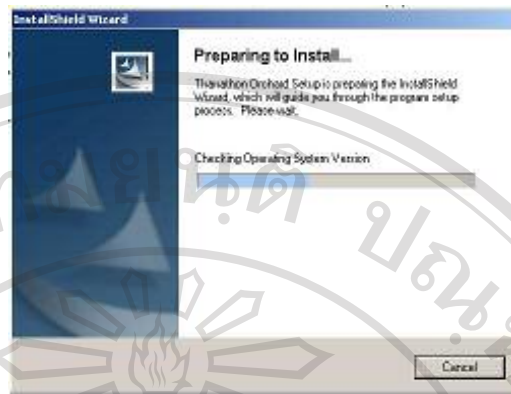 InstallShield Wizard
Preparing to Install...
Thanathon Orchard Setup is preparing the InstallShield
Wizard, which will guide you through the program setup
process. Please wait.
Checking Operating System Version
Cancel